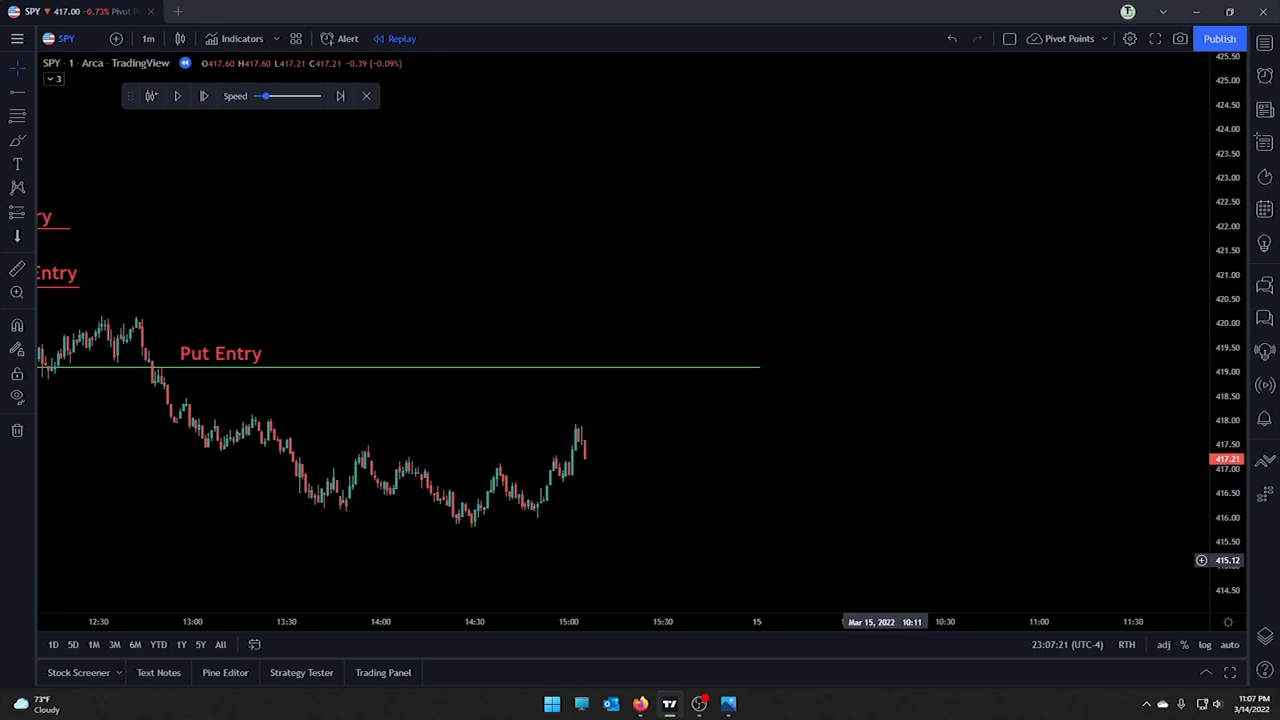 SPY ▼ 417.00 -0.73% Pivot P
SPY 1m Indicators Alert Replay Pivot Points Publish
SPY · 1 · Arca · TradingView O417.60 H417.60 L417.21 C417.21 -0.39 (-0.09%)
3
Speed
ry
Entry
Put Entry
425.50
425.00
424.50
424.00
423.50
423.00
422.50
422.00
421.50
421.00
420.50
420.00
419.50
419.00
418.50
418.00
417.50
417.21
417.00
416.50
416.00
415.50
415.12
414.50
12:30 13:00 13:30 14:00 14:30 15:00 15:30 15 Mar 15, 2022 10:11 10:30 11:00 11:30
1D 5D 1M 3M 6M YTD 1Y 5Y All 23:07:21 (UTC-4) RTH adj % log auto
Stock Screener Text Notes Pine Editor Strategy Tester Trading Panel
73°F
Cloudy
11:07 PM
3/14/2022